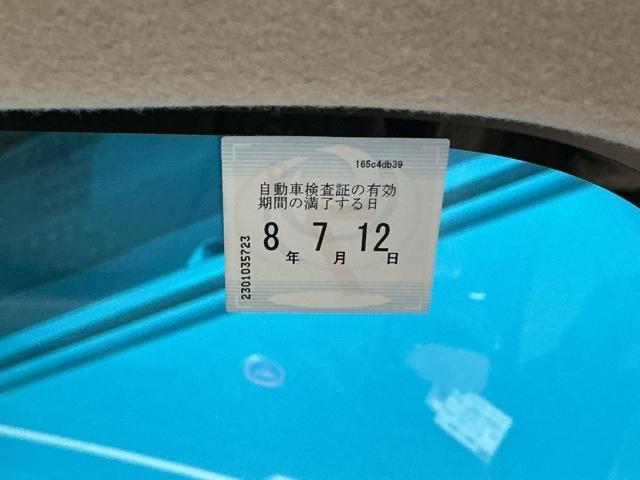 165c4db39
自動車検査証の有効
期間の満了する日
8年 7月 12日
2301035723